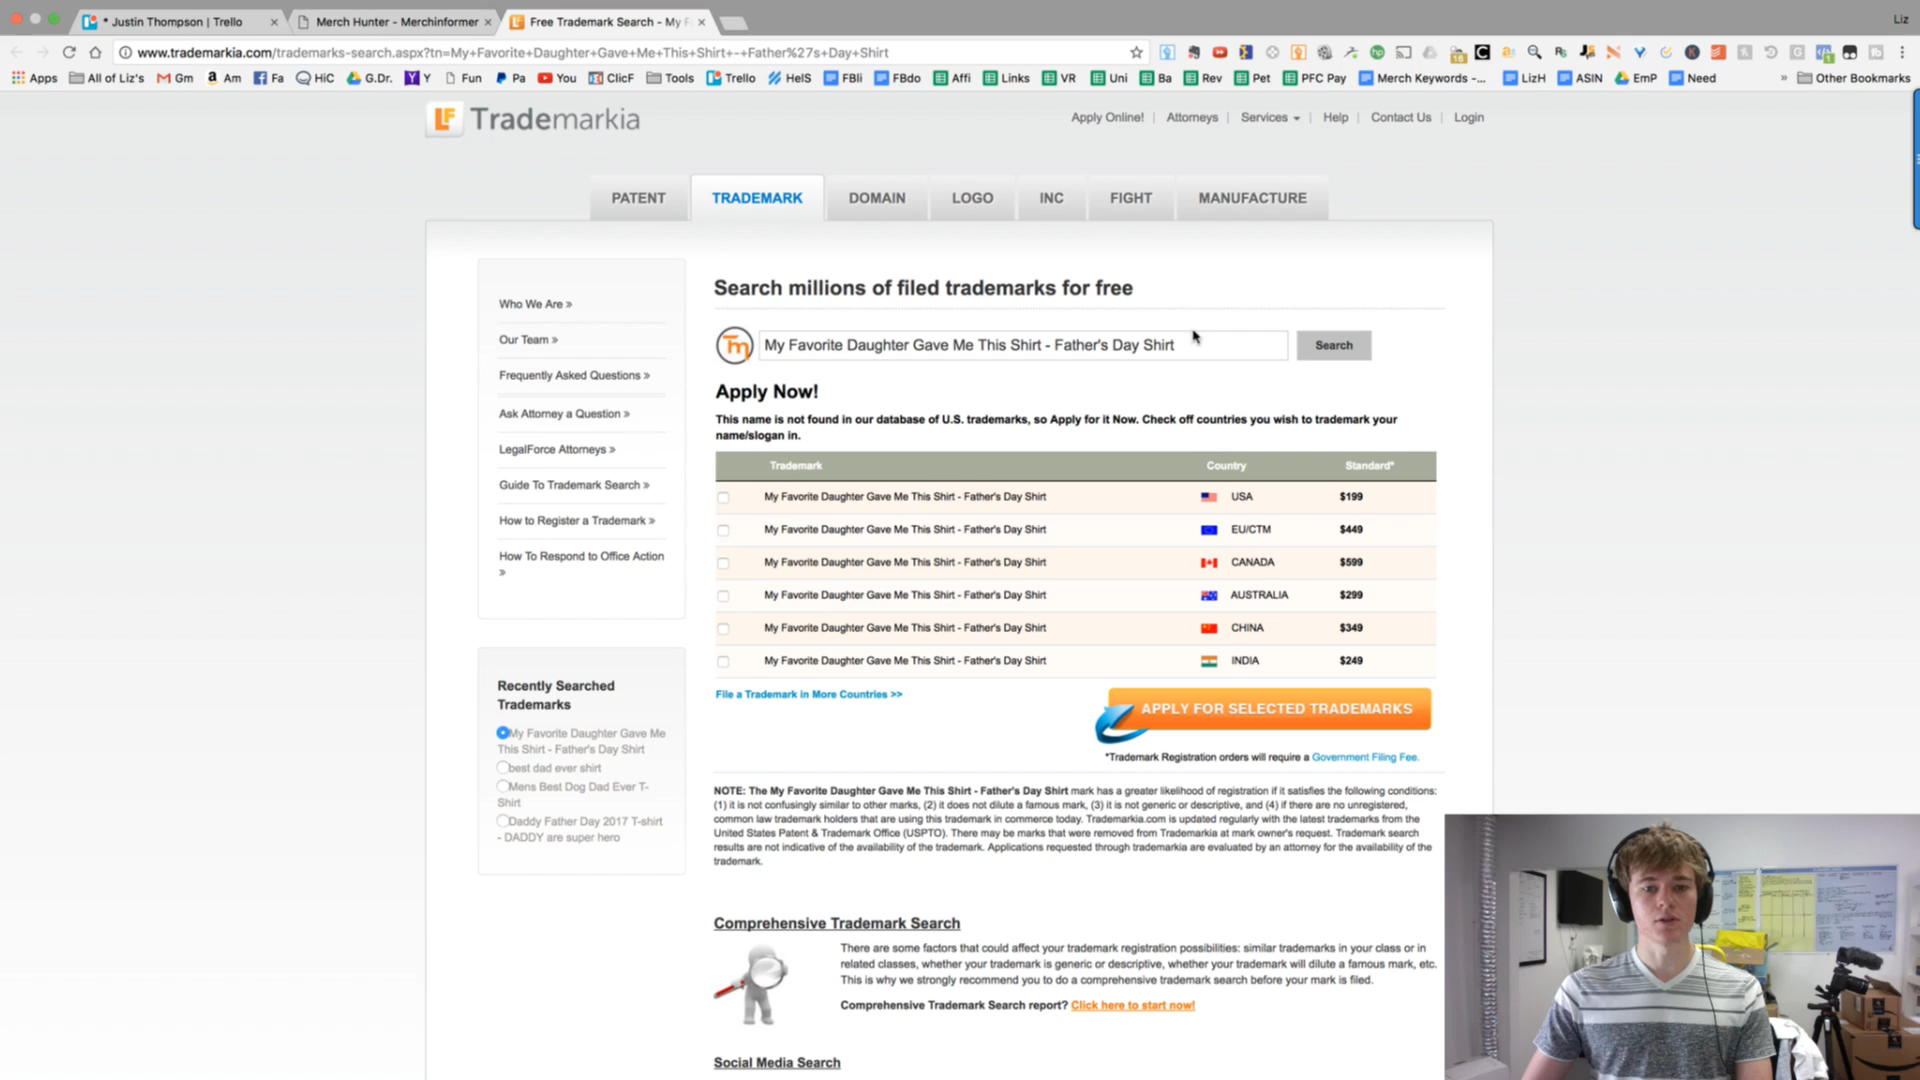 * Justin Thompson | Trello
Merch Hunter - Merchinformer
Free Trademark Search - My F
Liz
www.trademarkia.com/trademarks-search.aspx?tn=My+Favorite+Daughter+Gave+Me+This+Shirt+-+Father%27s+Day+Shirt
Apps All of Liz's Gm Am Fa HiC G.Dr. Y Fun Pa You ClicF Tools Trello HelS FBli FBdo Affi Links VR Uni Ba Rev Pet PFC Pay Merch Keywords -... LizH ASIN EmP Need » Other Bookmarks
LF Trademarkia
Apply Online! | Attorneys | Services | Help | Contact Us | Login
PATENT TRADEMARK DOMAIN LOGO INC FIGHT MANUFACTURE
Who We Are »
Our Team »
Frequently Asked Questions »
Ask Attorney a Question »
LegalForce Attorneys »
Guide To Trademark Search »
How to Register a Trademark »
How To Respond to Office Action
»
Recently Searched
Trademarks
My Favorite Daughter Gave Me
This Shirt - Father's Day Shirt
best dad ever shirt
Mens Best Dog Dad Ever T-
Shirt
Daddy Father Day 2017 T-shirt
- DADDY are super hero
Search millions of filed trademarks for free
Tm My Favorite Daughter Gave Me This Shirt - Father's Day Shirt Search
Apply Now!
This name is not found in our database of U.S. trademarks, so Apply for it Now. Check off countries you wish to trademark your
name/slogan in.
Trademark Country Standard*
My Favorite Daughter Gave Me This Shirt - Father's Day Shirt USA $199
My Favorite Daughter Gave Me This Shirt - Father's Day Shirt EU/CTM $449
My Favorite Daughter Gave Me This Shirt - Father's Day Shirt CANADA $599
My Favorite Daughter Gave Me This Shirt - Father's Day Shirt AUSTRALIA $299
My Favorite Daughter Gave Me This Shirt - Father's Day Shirt CHINA $349
My Favorite Daughter Gave Me This Shirt - Father's Day Shirt INDIA $249
File a Trademark in More Countries >>
APPLY FOR SELECTED TRADEMARKS
*Trademark Registration orders will require a Government Filing Fee.
NOTE: The My Favorite Daughter Gave Me This Shirt - Father's Day Shirt mark has a greater likelihood of registration if it satisfies the following conditions:
(1) it is not confusingly similar to other marks, (2) it does not dilute a famous mark, (3) it is not generic or descriptive, and (4) if there are no unregistered,
common law trademark holders that are using this trademark in commerce today. Trademarkia.com is updated regularly with the latest trademarks from the
United States Patent & Trademark Office (USPTO). There may be marks that were removed from Trademarkia at mark owner's request. Trademark search
results are not indicative of the availability of the trademark. Applications requested through trademarkia are evaluated by an attorney for the availability of the
trademark.
Comprehensive Trademark Search
There are some factors that could affect your trademark registration possibilities: similar trademarks in your class or in
related classes, whether your trademark is generic or descriptive, whether your trademark will dilute a famous mark, etc.
This is why we strongly recommend you to do a comprehensive trademark search before your mark is filed.
Comprehensive Trademark Search report? Click here to start now!
Social Media Search